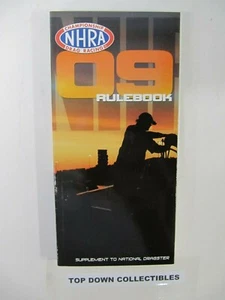 CHAMPIONSHIP
NHRA
DRAG RACING
09
RULEBOOK
SUPPLEMENT TO NATIONAL DRAGSTER
TOP DOWN COLLECTIBLES